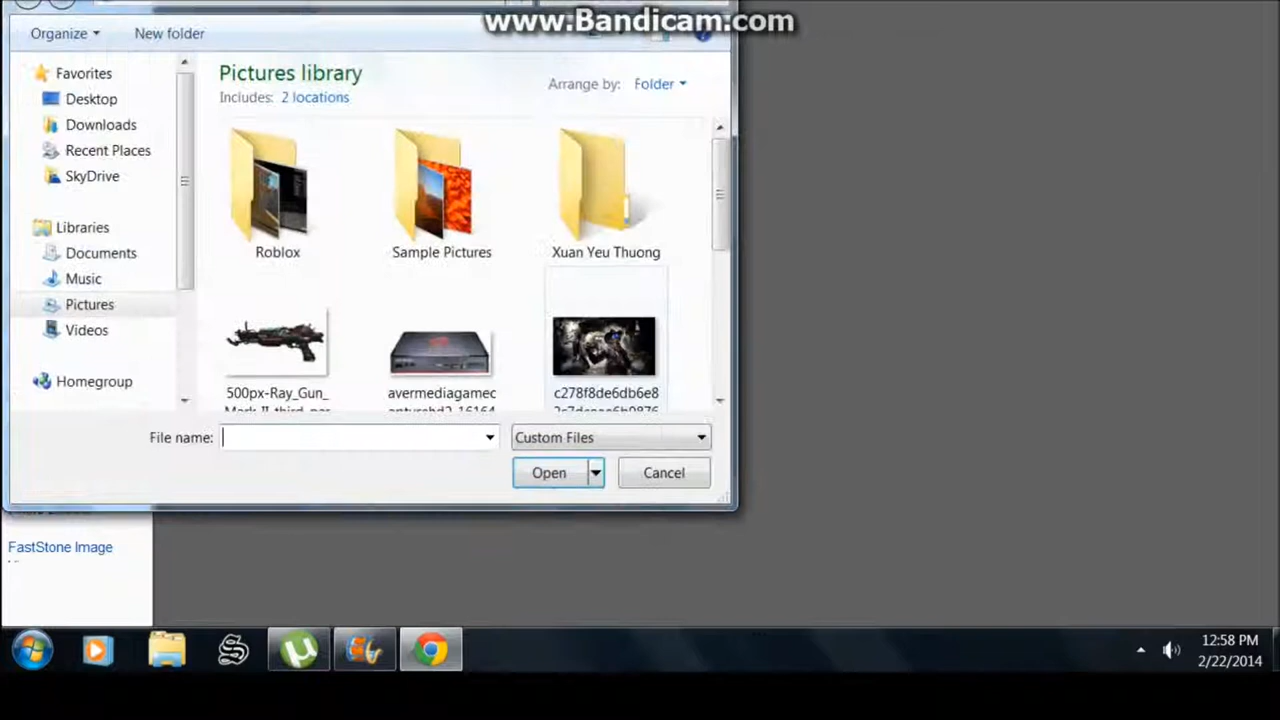 www.Bandicam.com
Organize
New folder
Favorites
Desktop
Downloads
Recent Places
SkyDrive
Libraries
Documents
Music
Pictures
Videos
Homegroup
Pictures library
Includes: 2 locations
Arrange by: Folder
Roblox
Sample Pictures
Xuan Yeu Thuong
500px-Ray_Gun_
avermediagamec
c278f8de6db6e8
File name:
Custom Files
Open
Cancel
FastStone Image
12:58 PM
2/22/2014